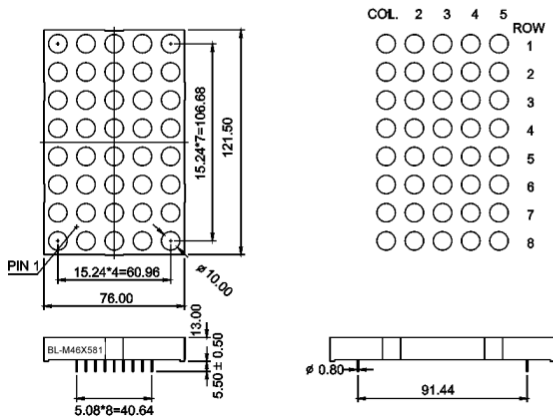 COL. 1 2 3 4 5
ROW
1
2
3
4
5
6
7
8
15.24*7=106.68
121.50
PIN 1
15.24*4=60.96
ø 10.00
76.00
BL-M46X581
13.00
5.50 ± 0.50
5.08*8=40.64
ø 0.80
91.44